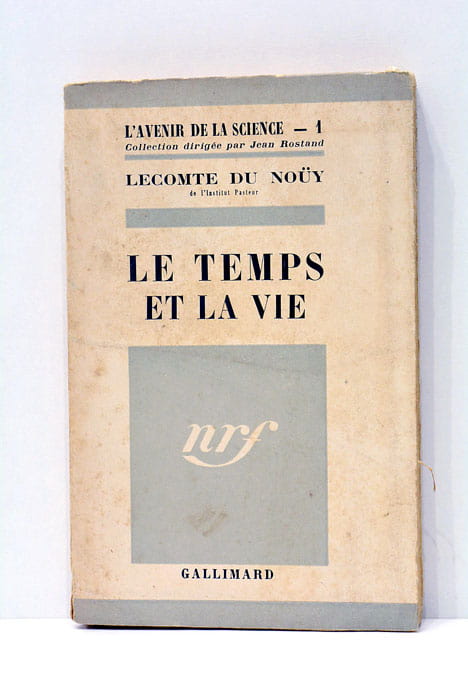 L'AVENIR DE LA SCIENCE — 1
Collection dirigée par Jean Rostand
LECOMTE DU NOÜY
de l'Institut Pasteur
LE TEMPS
ET LA VIE
nrf
GALLIMARD